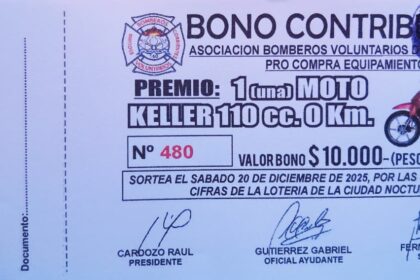 BONO CONTRIB
ASOCIACION BOMBEROS VOLUNTARIOS D
PRO COMPRA EQUIPAMIENTO
PREMIO: 1 (una) MOTO
KELLER 110 cc. 0 Km.
Nº 480
VALOR BONO $ 10.000-(PESO
SORTEA EL SABADO 20 DE DICIEMBRE DE 2025, POR LAS
CIFRAS DE LA LOTERIA DE LA CIUDAD NOCTU
CARDOZO RAUL
PRESIDENTE
GUTIERREZ GABRIEL
OFICIAL AYUDANTE
FER
Documento: